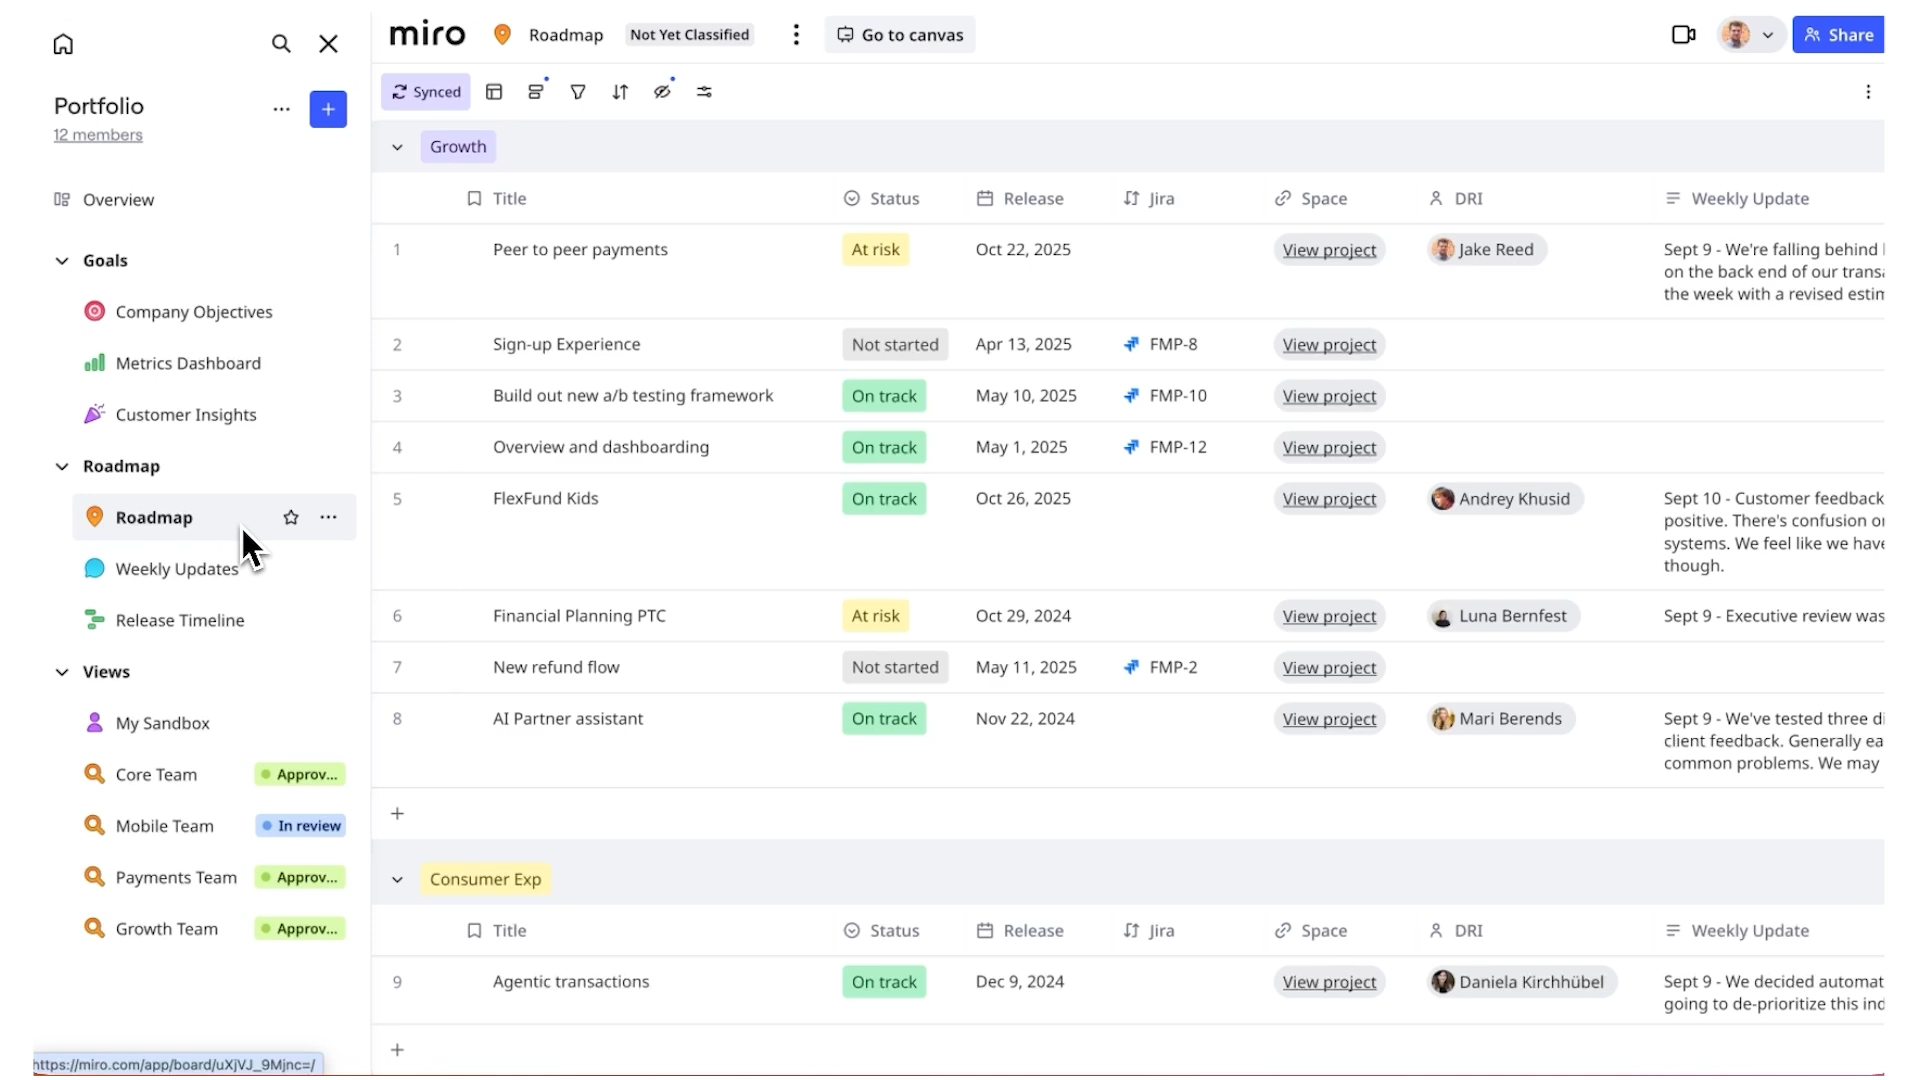 miro
Roadmap
Not Yet Classified
Go to canvas
Share
Portfolio
12 members
Overview
Goals
Company Objectives
Metrics Dashboard
Customer Insights
Roadmap
Roadmap
Weekly Updates
Release Timeline
Views
My Sandbox
Core Team Approv...
Mobile Team In review
Payments Team Approv...
Growth Team Approv...
https://miro.com/app/board/uXjVJ_9Mjnc=/
Synced
Growth
Title Status Release Jira Space DRI Weekly Update
1 Peer to peer payments At risk Oct 22, 2025 View project Jake Reed Sept 9 - We're falling behind
on the back end of our transa
the week with a revised estim
2 Sign-up Experience Not started Apr 13, 2025 FMP-8 View project
3 Build out new a/b testing framework On track May 10, 2025 FMP-10 View project
4 Overview and dashboarding On track May 1, 2025 FMP-12 View project
5 FlexFund Kids On track Oct 26, 2025 View project Andrey Khusid Sept 10 - Customer feedback
positive. There's confusion or
systems. We feel like we have
though.
6 Financial Planning PTC At risk Oct 29, 2024 View project Luna Bernfest Sept 9 - Executive review was
7 New refund flow Not started May 11, 2025 FMP-2 View project
8 AI Partner assistant On track Nov 22, 2024 View project Mari Berends Sept 9 - We've tested three di
client feedback. Generally ea
common problems. We may
Consumer Exp
Title Status Release Jira Space DRI Weekly Update
9 Agentic transactions On track Dec 9, 2024 View project Daniela Kirchhübel Sept 9 - We decided automat
going to de-prioritize this ind